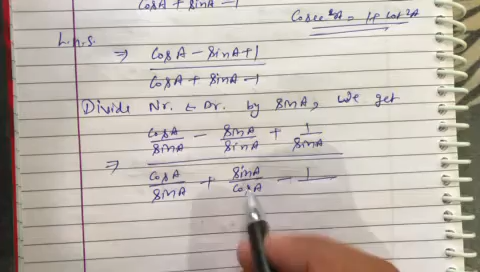 CosA + SinA - 1
Cosec²A = 1+ cot²A
L.h.s.
⇒ CosA - SinA + 1
CosA + SinA - 1
Divide Nr. & Dr. by SinA, we get
CosA/SinA - SinA/SinA + 1/SinA
⇒
CosA/SinA + SinA/CosA - 1